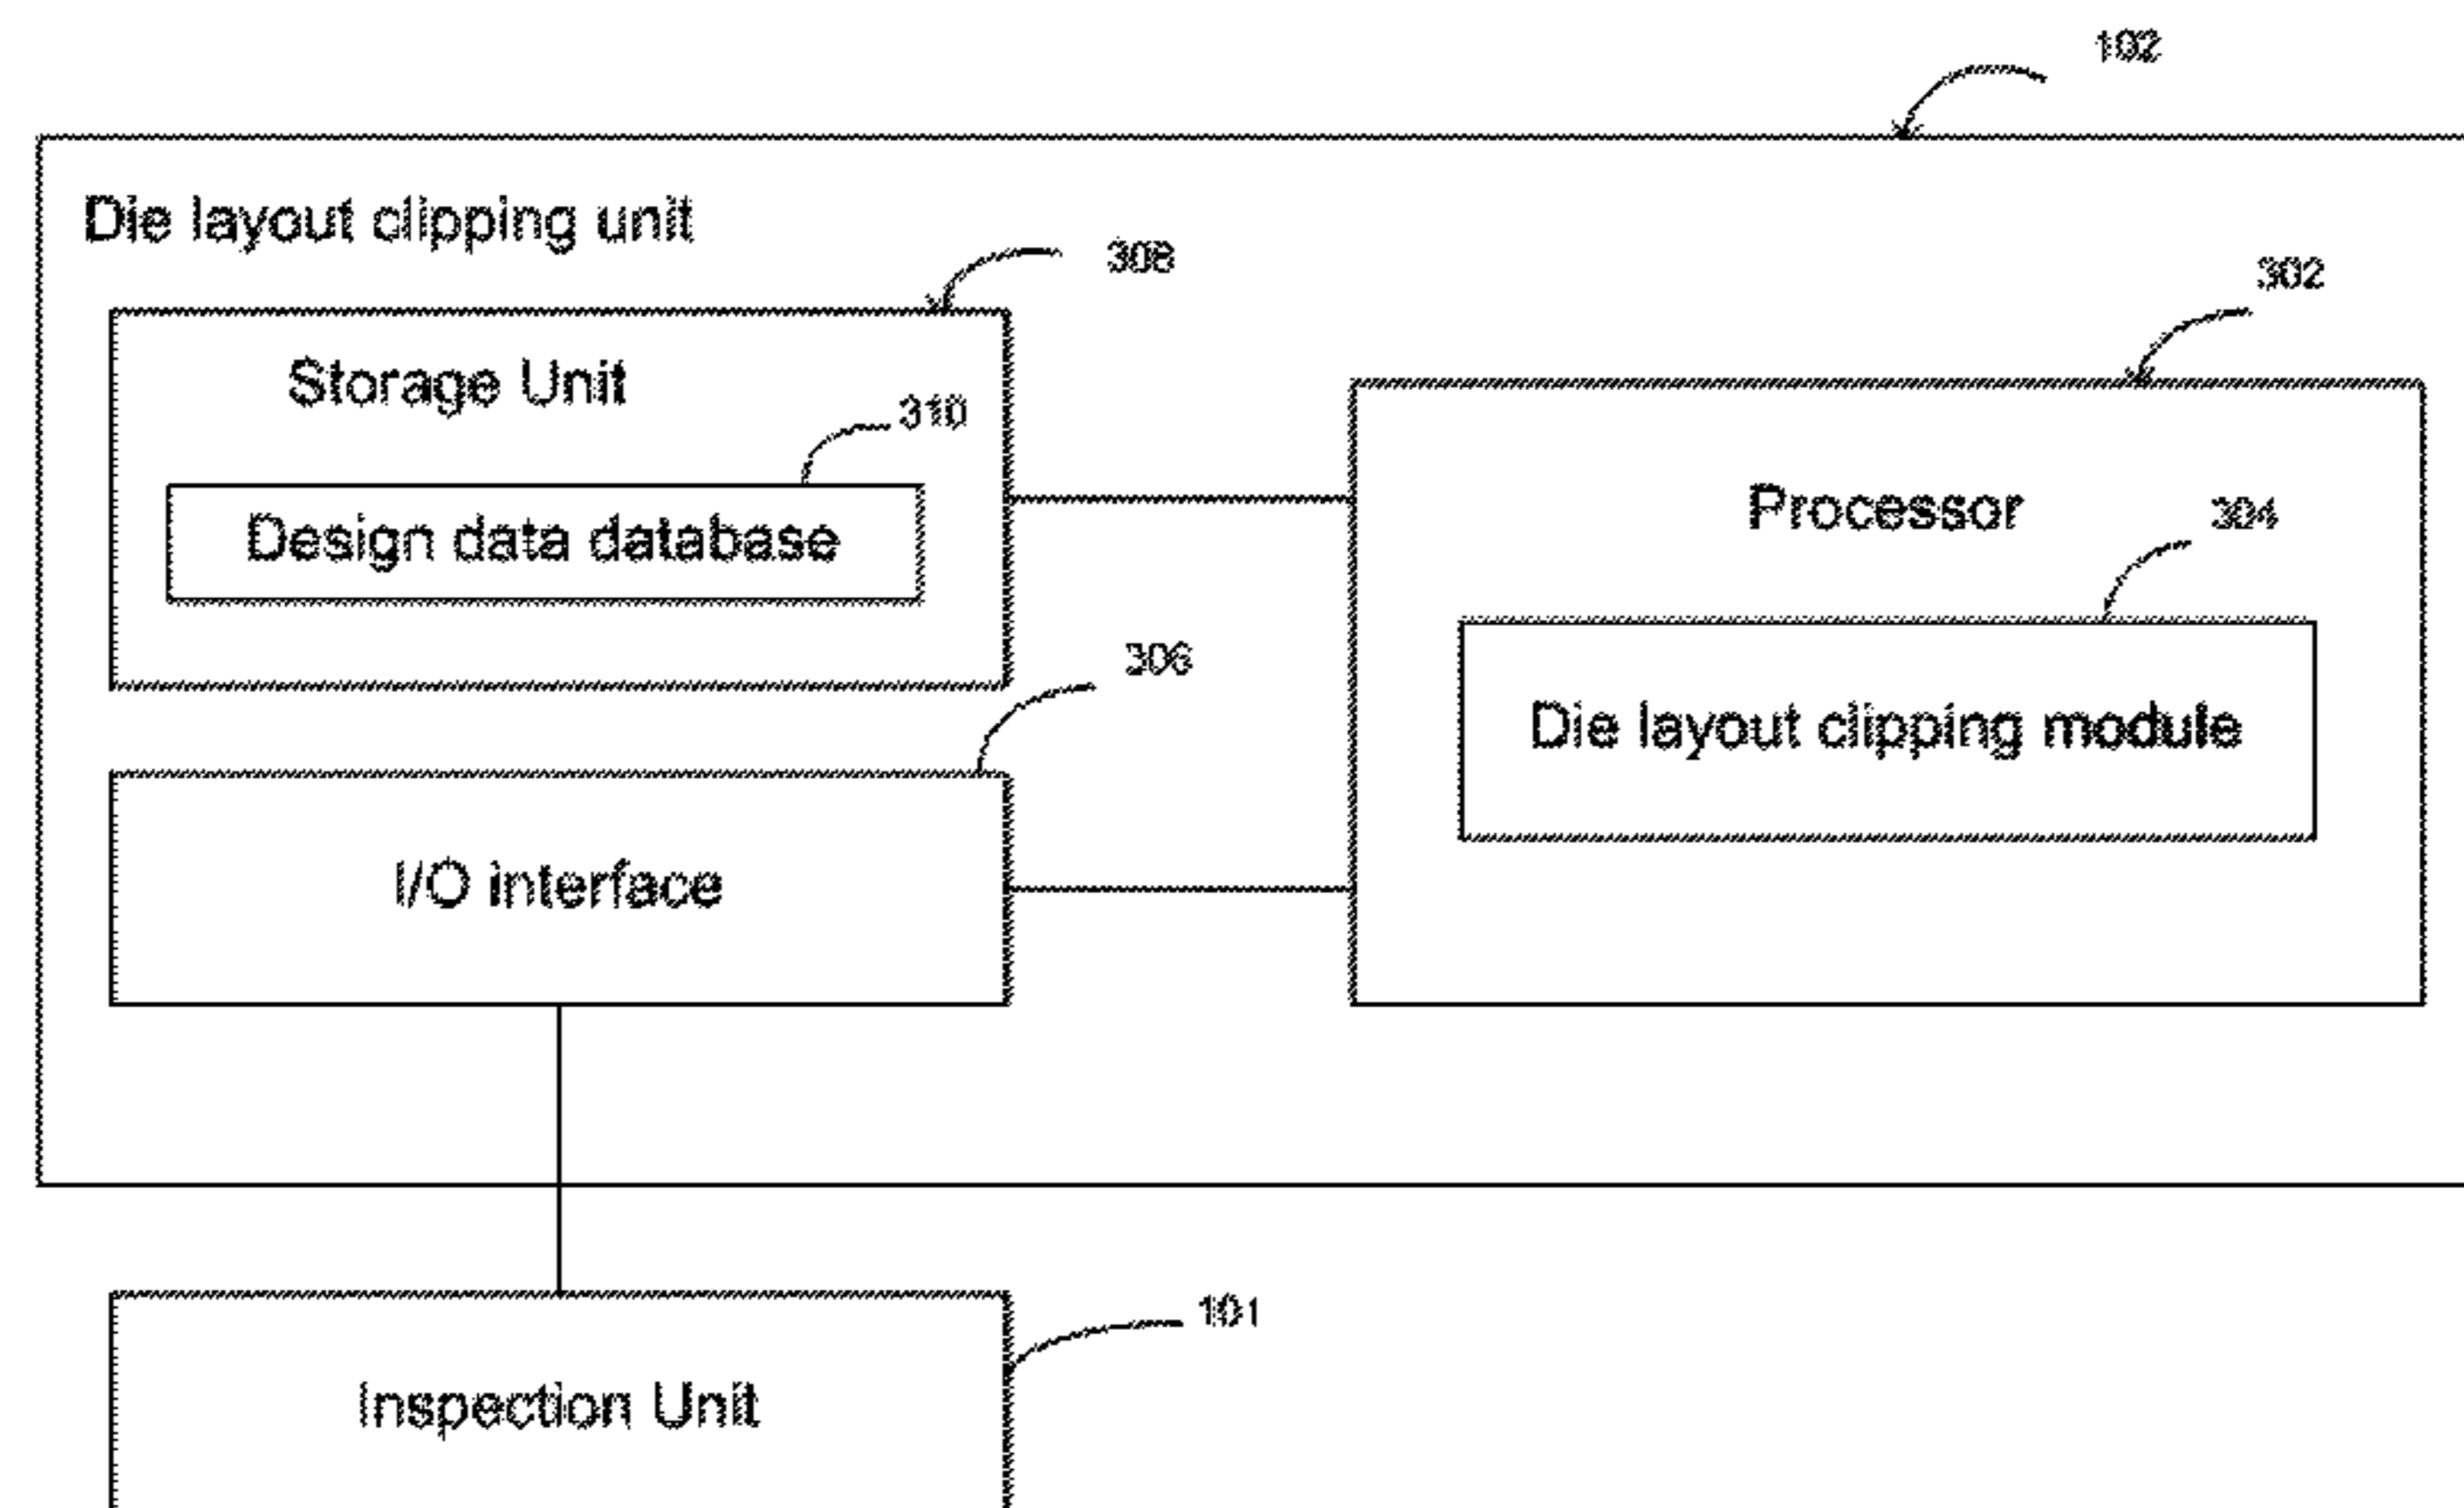 102
Die layout clipping unit
308
302
Storage Unit
310
Processor
304
Design data database
306
Die layout clipping module
I/O interface
101
Inspection Unit